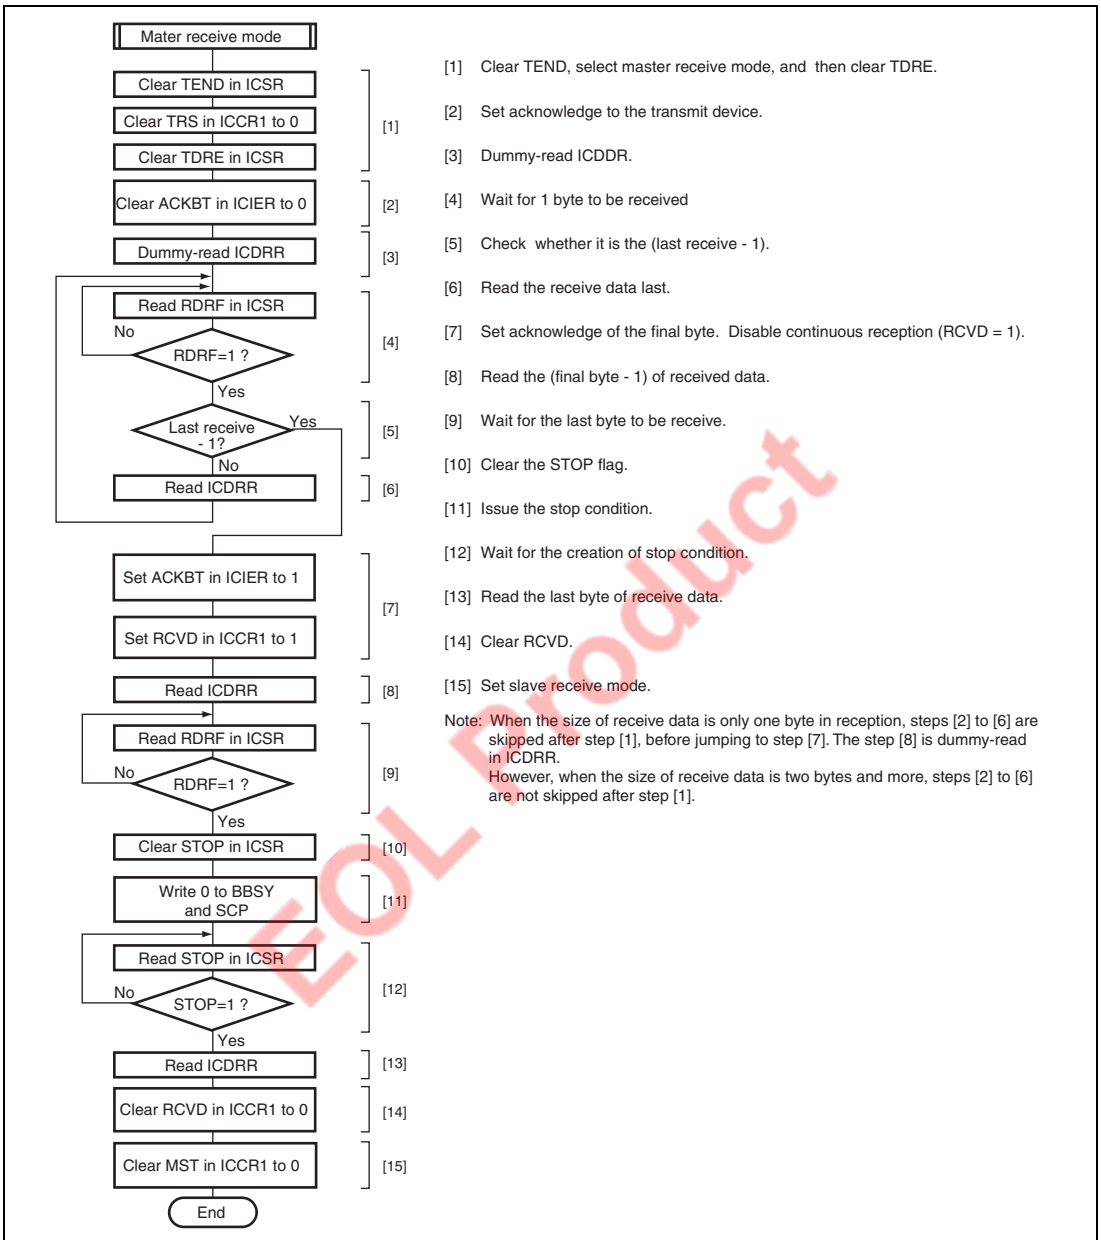 Mater receive mode
Clear TEND in ICSR
Clear TRS in ICCR1 to 0
Clear TDRE in ICSR
[1]
Clear ACKBT in ICIER to 0
[2]
Dummy-read ICDRR
[3]
Read RDRF in ICSR
No
RDRF=1 ?
[4]
Yes
Last receive
- 1?
Yes
[5]
No
Read ICDRR
[6]
Set ACKBT in ICIER to 1
[7]
Set RCVD in ICCR1 to 1
Read ICDRR
[8]
Read RDRF in ICSR
No
RDRF=1 ?
[9]
Yes
Clear STOP in ICSR
[10]
Write 0 to BBSY
and SCP
[11]
Read STOP in ICSR
No
STOP=1 ?
[12]
Yes
Read ICDRR
[13]
Clear RCVD in ICCR1 to 0
[14]
Clear MST in ICCR1 to 0
[15]
End
[1] Clear TEND, select master receive mode, and then clear TDRE.
[2] Set acknowledge to the transmit device.
[3] Dummy-read ICDDR.
[4] Wait for 1 byte to be received
[5] Check whether it is the (last receive - 1).
[6] Read the receive data last.
[7] Set acknowledge of the final byte. Disable continuous reception (RCVD = 1).
[8] Read the (final byte - 1) of received data.
[9] Wait for the last byte to be receive.
[10] Clear the STOP flag.
[11] Issue the stop condition.
[12] Wait for the creation of stop condition.
[13] Read the last byte of receive data.
[14] Clear RCVD.
[15] Set slave receive mode.
Note: When the size of receive data is only one byte in reception, steps [2] to [6] are
skipped after step [1], before jumping to step [7]. The step [8] is dummy-read
in ICDRR.
However, when the size of receive data is two bytes and more, steps [2] to [6]
are not skipped after step [1].
EOL Product